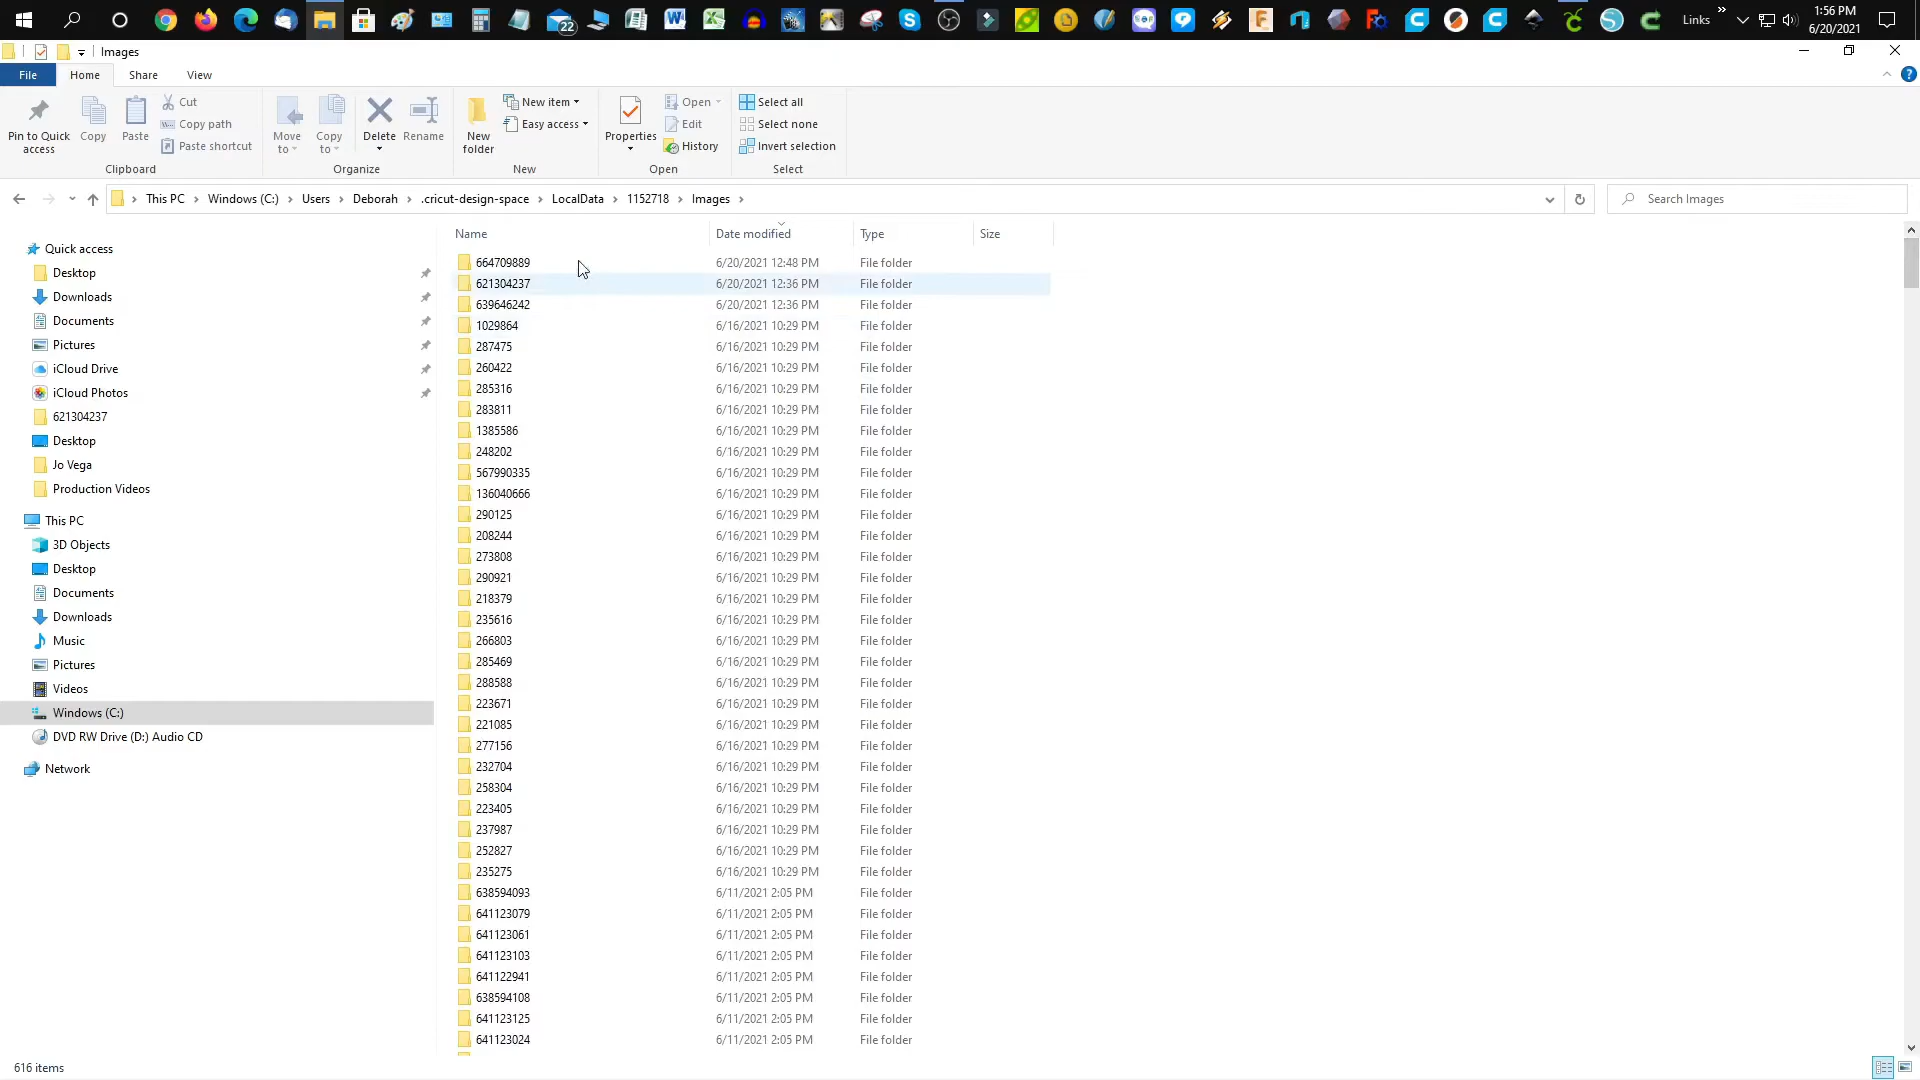 22
Links
»
1:56 PM
6/20/2021
Images
File
Home
Share
View
Pin to Quick access
Copy
Paste
Cut
Copy path
Paste shortcut
Clipboard
Move to
Copy to
Delete
Rename
Organize
New folder
New item
Easy access
New
Properties
Open
Edit
History
Open
Select all
Select none
Invert selection
Select
This PC > Windows (C:) > Users > Deborah > .cricut-design-space > LocalData > 1152718 > Images >
Search Images
Quick access
Desktop
Downloads
Documents
Pictures
iCloud Drive
iCloud Photos
621304237
Desktop
Jo Vega
Production Videos
This PC
3D Objects
Desktop
Documents
Downloads
Music
Pictures
Videos
Windows (C:)
DVD RW Drive (D:) Audio CD
Network
Name Date modified Type Size
664709889 6/20/2021 12:48 PM File folder
621304237 6/20/2021 12:36 PM File folder
639646242 6/20/2021 12:36 PM File folder
1029864 6/16/2021 10:29 PM File folder
287475 6/16/2021 10:29 PM File folder
260422 6/16/2021 10:29 PM File folder
285316 6/16/2021 10:29 PM File folder
283811 6/16/2021 10:29 PM File folder
1385586 6/16/2021 10:29 PM File folder
248202 6/16/2021 10:29 PM File folder
567990335 6/16/2021 10:29 PM File folder
136040666 6/16/2021 10:29 PM File folder
290125 6/16/2021 10:29 PM File folder
208244 6/16/2021 10:29 PM File folder
273808 6/16/2021 10:29 PM File folder
290921 6/16/2021 10:29 PM File folder
218379 6/16/2021 10:29 PM File folder
235616 6/16/2021 10:29 PM File folder
266803 6/16/2021 10:29 PM File folder
285469 6/16/2021 10:29 PM File folder
288588 6/16/2021 10:29 PM File folder
223671 6/16/2021 10:29 PM File folder
221085 6/16/2021 10:29 PM File folder
277156 6/16/2021 10:29 PM File folder
232704 6/16/2021 10:29 PM File folder
258304 6/16/2021 10:29 PM File folder
223405 6/16/2021 10:29 PM File folder
237987 6/16/2021 10:29 PM File folder
252827 6/16/2021 10:29 PM File folder
235275 6/16/2021 10:29 PM File folder
638594093 6/11/2021 2:05 PM File folder
641123079 6/11/2021 2:05 PM File folder
641123061 6/11/2021 2:05 PM File folder
641123103 6/11/2021 2:05 PM File folder
641122941 6/11/2021 2:05 PM File folder
638594108 6/11/2021 2:05 PM File folder
641123125 6/11/2021 2:05 PM File folder
641123024 6/11/2021 2:05 PM File folder
616 items